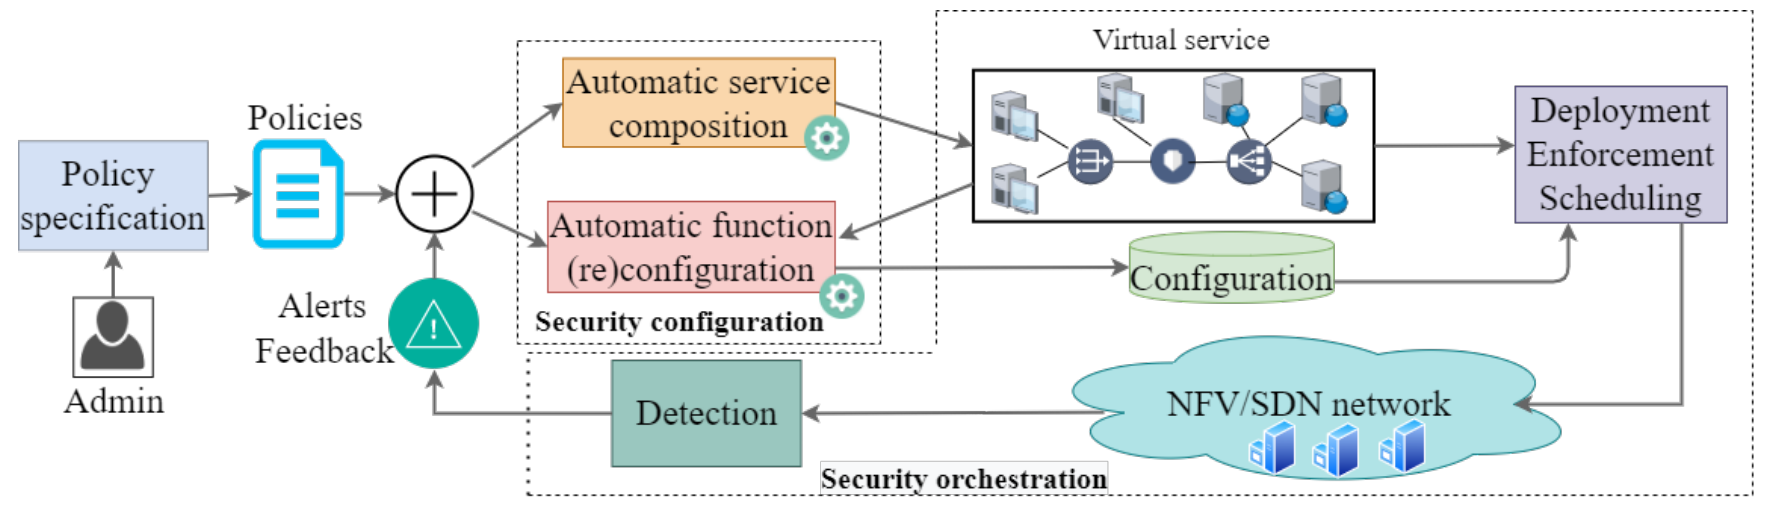 Policy
specification
Admin
Policies
Alerts
Feedback
!
Automatic service
composition
Automatic function
(re)configuration
Security configuration
Virtual service
Deployment
Enforcement
Scheduling
Configuration
NFV/SDN network
Detection
Security orchestration